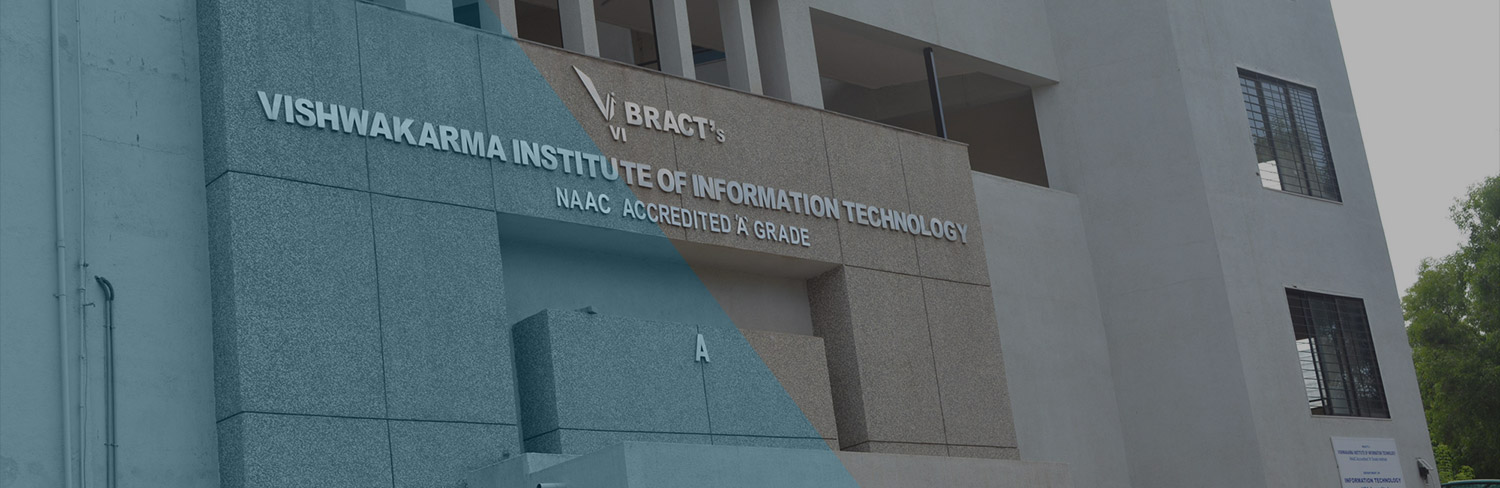 Vi
VI
BRACT'S
VISHWAKARMA INSTITUTE OF INFORMATION TECHNOLOGY
NAAC ACCREDITED 'A' GRADE
A
INFORMATION TECHNOLOGY